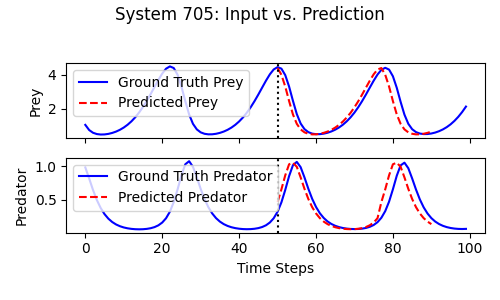 System 705: Input vs. Prediction
4
2
Prey
Ground Truth Prey
Predicted Prey
1.0
0.5
Predator
Ground Truth Predator
Predicted Predator
0 20 40 60 80 100
Time Steps